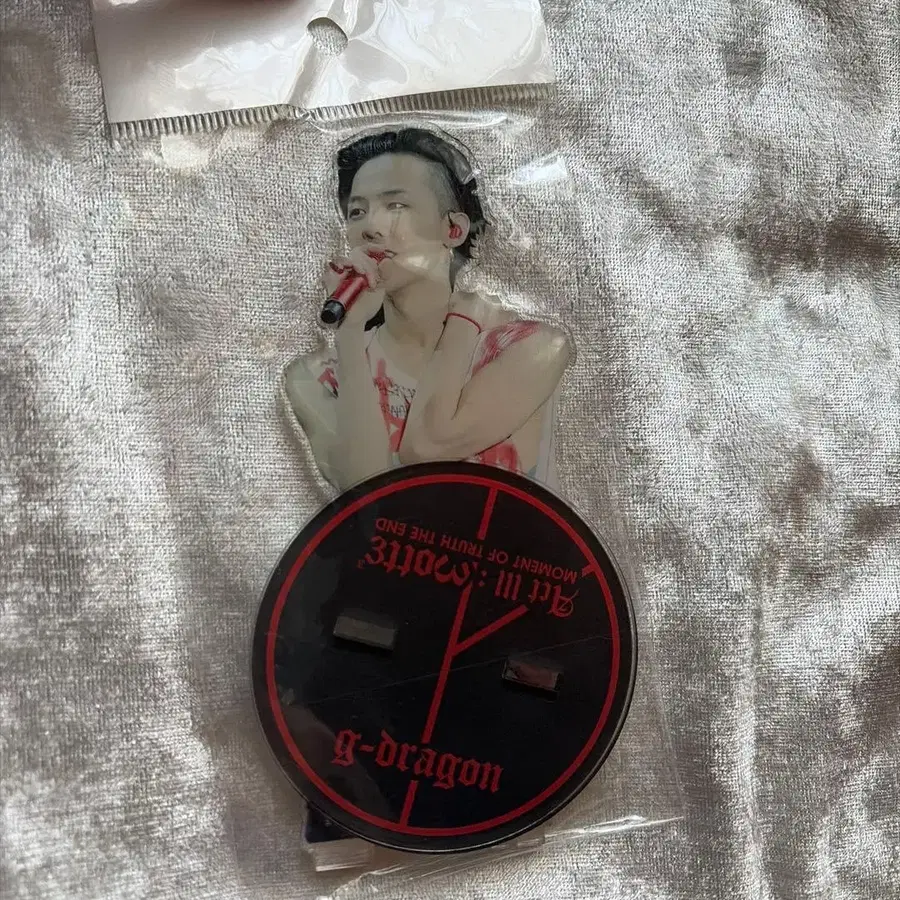 Act III : Motte
MOMENT OF TRUTH THE END
g-dragon